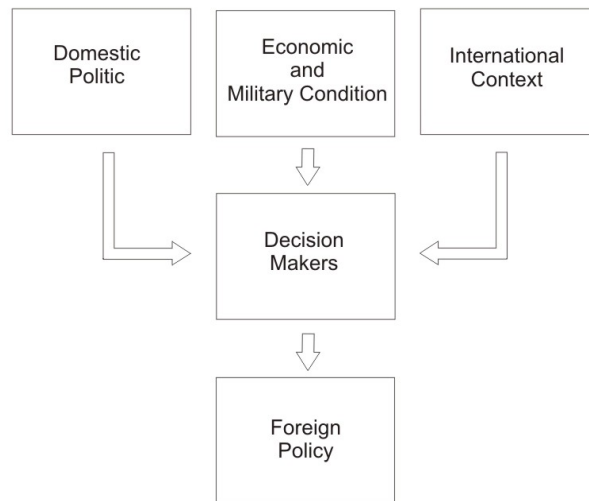 Domestic
Politic
Economic
and
Military Condition
International
Context
Decision
Makers
Foreign
Policy